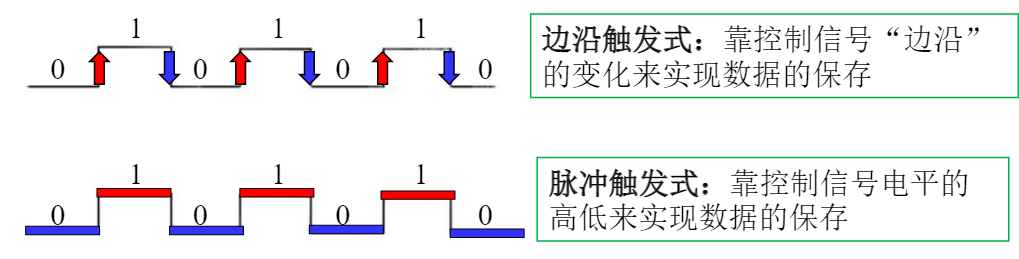 1 1 1
0 0 0 0
边沿触发式：靠控制信号“边沿”
的变化来实现数据的保存
1 1 1
0 0 0 0
脉冲触发式：靠控制信号电平的
高低来实现数据的保存